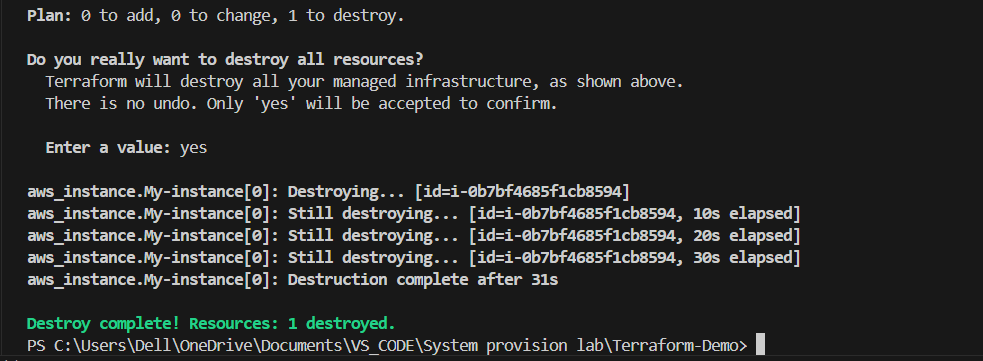 Plan: 0 to add, 0 to change, 1 to destroy.
Do you really want to destroy all resources?
Terraform will destroy all your managed infrastructure, as shown above.
There is no undo. Only 'yes' will be accepted to confirm.
Enter a value: yes
aws_instance.My-instance[0]: Destroying... [id=i-0b7bf4685f1cb8594]
aws_instance.My-instance[0]: Still destroying... [id=i-0b7bf4685f1cb8594, 10s elapsed]
aws_instance.My-instance[0]: Still destroying... [id=i-0b7bf4685f1cb8594, 20s elapsed]
aws_instance.My-instance[0]: Still destroying... [id=i-0b7bf4685f1cb8594, 30s elapsed]
aws_instance.My-instance[0]: Destruction complete after 31s
Destroy complete! Resources: 1 destroyed.
PS C:\Users\Dell\OneDrive\Documents\VS_CODE\System provision lab\Terraform-Demo>